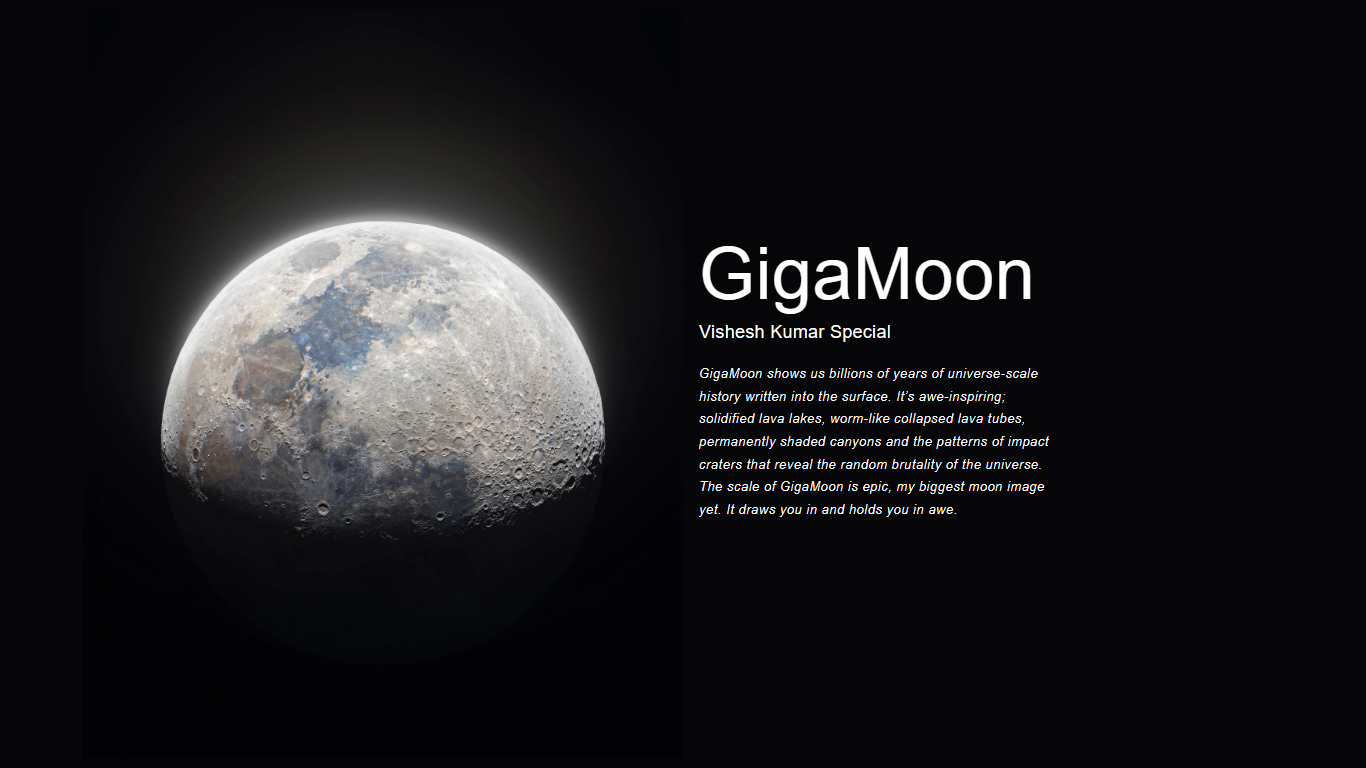 GigaMoon
Vishesh Kumar Special
GigaMoon shows us billions of years of universe-scale
history written into the surface. It's awe-inspiring;
solidified lava lakes, worm-like collapsed lava tubes,
permanently shaded canyons and the patterns of impact
craters that reveal the random brutality of the universe.
The scale of GigaMoon is epic, my biggest moon image
yet. It draws you in and holds you in awe.